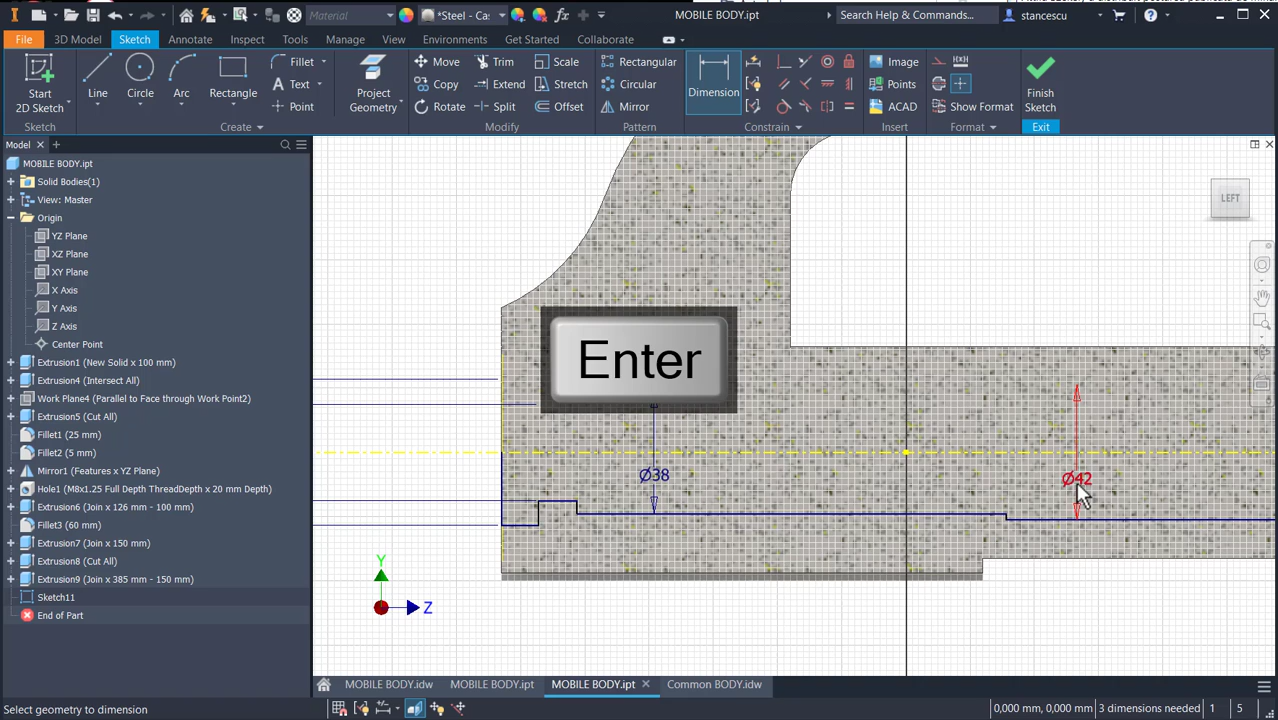 Material
*Steel - Ca
MOBILE BODY.ipt
Search Help & Commands...
stancescu
File
3D Model
Sketch
Annotate
Inspect
Tools
Manage
View
Environments
Get Started
Collaborate
Start
2D Sketch
Line
Circle
Arc
Rectangle
Fillet
Text
Point
Project
Geometry
Move
Copy
Rotate
Trim
Extend
Split
Scale
Stretch
Offset
Rectangular
Circular
Mirror
Dimension
Image
Points
ACAD
Show Format
Finish
Sketch
Sketch
Create
Modify
Pattern
Constrain
Insert
Format
Exit
Model
MOBILE BODY.ipt
Solid Bodies(1)
View: Master
Origin
YZ Plane
XZ Plane
XY Plane
X Axis
Y Axis
Z Axis
Center Point
Extrusion1 (New Solid x 100 mm)
Extrusion4 (Intersect All)
Work Plane4 (Parallel to Face through Work Point2)
Extrusion5 (Cut All)
Fillet1 (25 mm)
Fillet2 (5 mm)
Mirror1 (Features x YZ Plane)
Hole1 (M8x1.25 Full Depth ThreadDepth x 20 mm Depth)
Extrusion6 (Join x 126 mm - 100 mm)
Fillet3 (60 mm)
Extrusion7 (Join x 150 mm)
Extrusion8 (Cut All)
Extrusion9 (Join x 385 mm - 150 mm)
Sketch11
End of Part
LEFT
Enter
Ø38
Ø42
Y
Z
MOBILE BODY.idw
MOBILE BODY.ipt
MOBILE BODY.ipt
Common BODY.idw
Select geometry to dimension
0,000 mm, 0,000 mm
3 dimensions needed
1
5